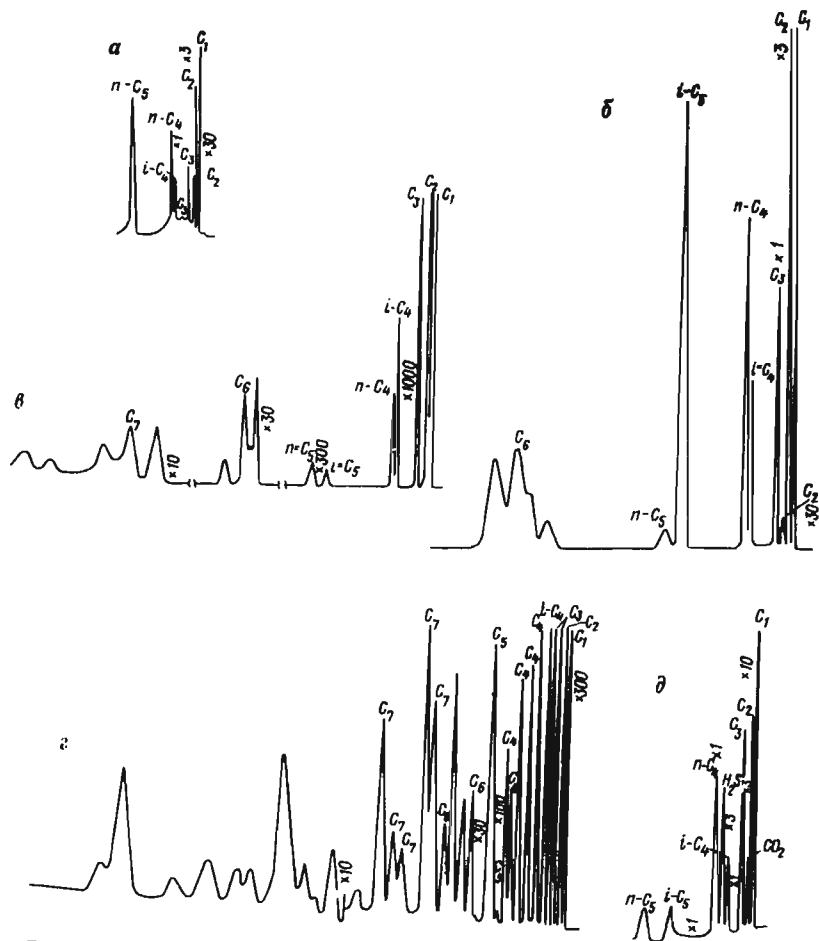 а
n-C₅
n-C₄
×1
i-C₄
C₃
C₂
×3
C₁
×30
C₂
б
i-C₅
n-C₄
i-C₄
C₃
×1
C₂
×3
C₁
C₂
×30
n-C₅
C₆
в
C₇
×10
C₆
×30
n-C₅
×300
i-C₅
n-C₄
i-C₄
×1000
C₃
C₂
C₁
г
×10
C₇
C₇
C₇
C₇
C₇
C₆
×30
C₅
×100
C₄
C₄
C₄
i-C₄
C₃
C₂
C₁
×300
д
n-C₅
i-C₅
×1
n-C₄
×1
i-C₄
H₂S
×3
C₃
C₂
×10
C₁
CO₂